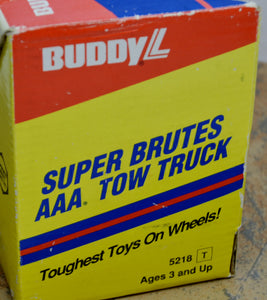 BUDDY L
SUPER BRUTES
AAA TOW TRUCK
Toughest Toys On Wheels!
5218 T
Ages 3 and Up